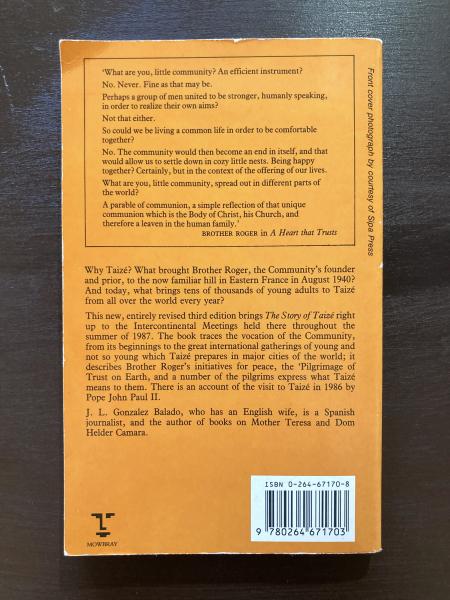 'What are you, little community? An efficient instrument?
No. Never. Fine as that may be.
Perhaps a group of men united to be stronger, humanly speaking,
in order to realize their own aims?
Not that either.
So could we be living a common life in order to be comfortable
together?
No. The community would then become an end in itself, and that
would allow us to settle down in cozy little nests. Being happy
together? Certainly, but in the context of the offering of our lives.
What are you, little community, spread out in different parts of
the world?
A parable of communion, a simple reflection of that unique
communion which is the Body of Christ, his Church, and
therefore a leaven in the human family.'
BROTHER ROGER in A Heart that Trusts
Front cover photograph by courtesy of Sipa Press
Why Taizé? What brought Brother Roger, the Community's founder
and prior, to the now familiar hill in Eastern France in August 1940?
And today, what brings tens of thousands of young adults to Taizé
from all over the world every year?
This new, entirely revised third edition brings The Story of Taizé right
up to the Intercontinental Meetings held there throughout the
summer of 1987. The book traces the vocation of the Community,
from its beginnings to the great international gatherings of young and
not so young which Taizé prepares in major cities of the world; it
describes Brother Roger's initiatives for peace, the 'Pilgrimage of
Trust on Earth, and a number of the pilgrims express what Taizé
means to them. There is an account of the visit to Taizé in 1986 by
Pope John Paul II.
J. L. Gonzalez Balado, who has an English wife, is a Spanish
journalist, and the author of books on Mother Teresa and Dom
Helder Camara.
ISBN 0-264-67170-8
9 780264 671703
MOWBRAY